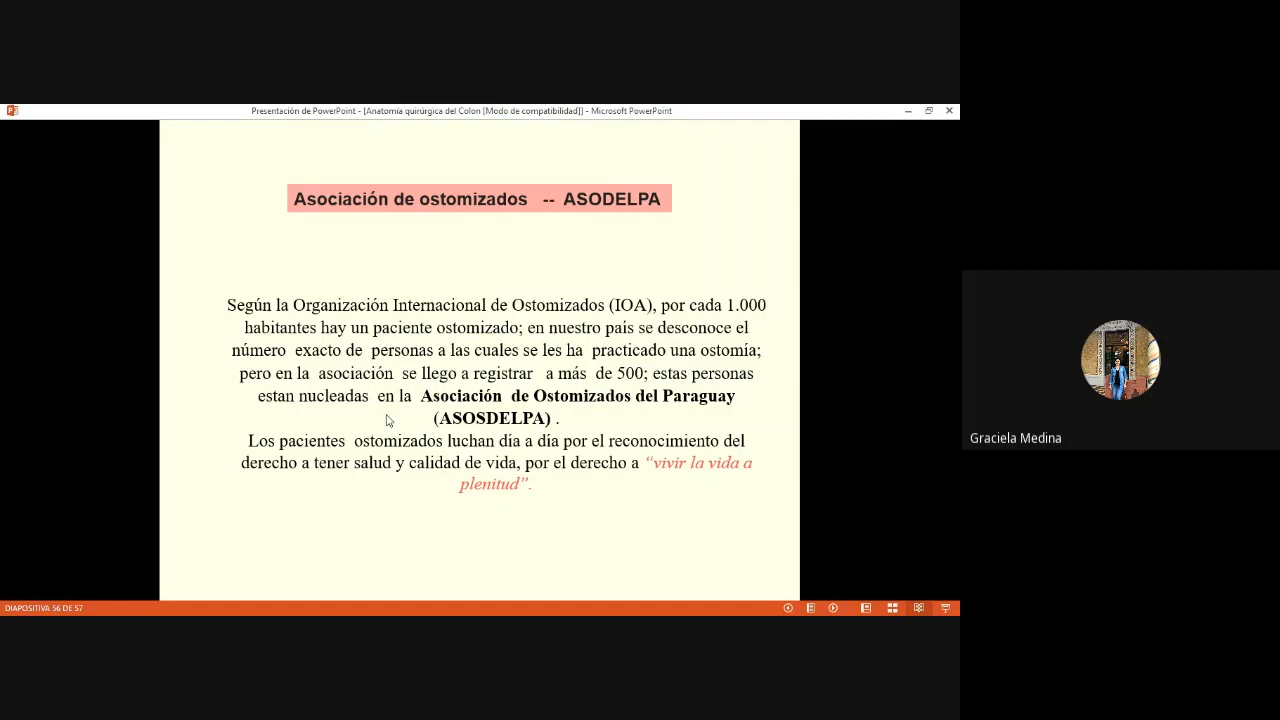 Presentación de PowerPoint - [Anatomía quirúrgica del Colon [Modo de compatibilidad]] - Microsoft PowerPoint
Asociación de ostomizados -- ASODELPA
Según la Organización Internacional de Ostomizados (IOA), por cada 1.000
habitantes hay un paciente ostomizado; en nuestro país se desconoce el
número exacto de personas a las cuales se les ha practicado una ostomía;
pero en la asociación se llego a registrar a más de 500; estas personas
estan nucleadas en la Asociación de Ostomizados del Paraguay
(ASOSDELPA) .
Los pacientes ostomizados luchan día a día por el reconocimiento del
derecho a tener salud y calidad de vida, por el derecho a “vivir la vida a
plenitud”.
Graciela Medina
DIAPOSITIVA 56 DE 57